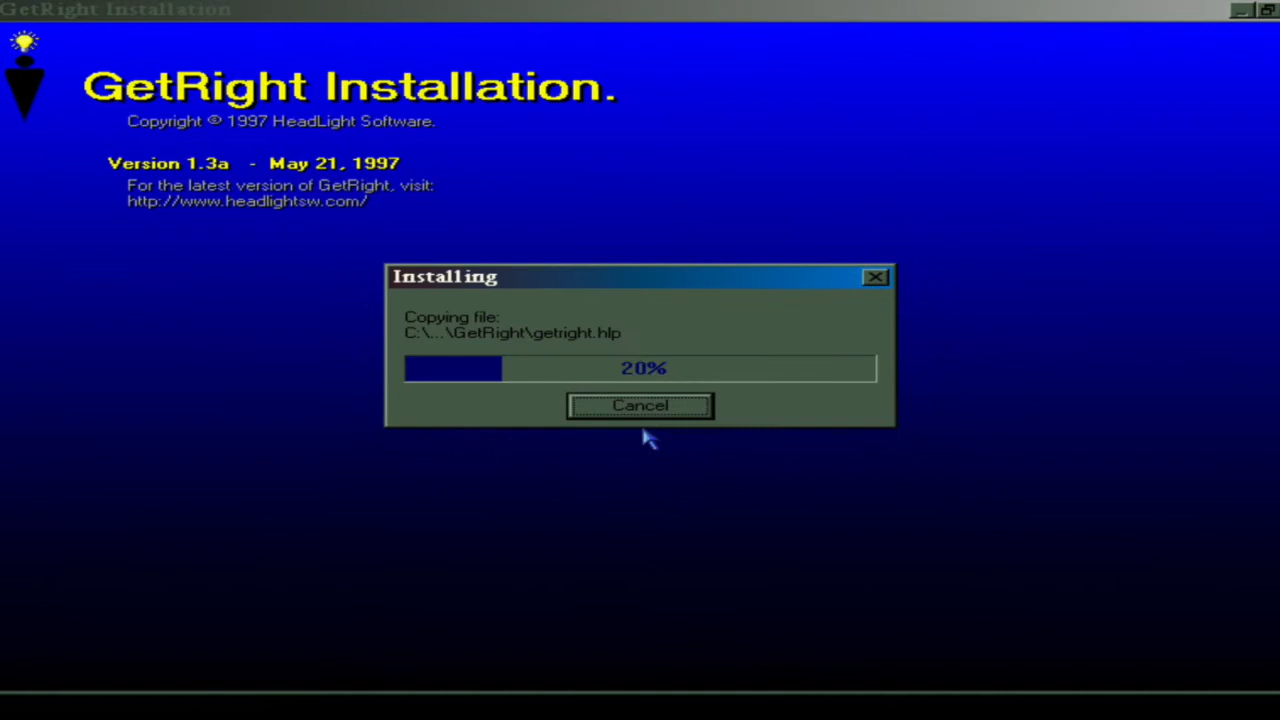 GetRight Installation
GetRight Installation.
Copyright © 1997 HeadLight Software.
Version 1.3a - May 21, 1997
For the latest version of GetRight, visit:
http://www.headlightsw.com/
Installing
Copying file:
C:\...\GetRight\getright.hlp
20%
Cancel